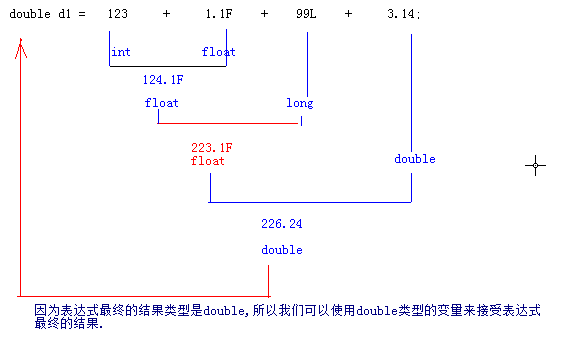 double d1 = 123 + 1.1F + 99L + 3.14;
int float
124.1F
float long
223.1F
float double
226.24
double
因为表达式最终的结果类型是double,所以我们可以使用double类型的变量来接受表达式
最终的结果.